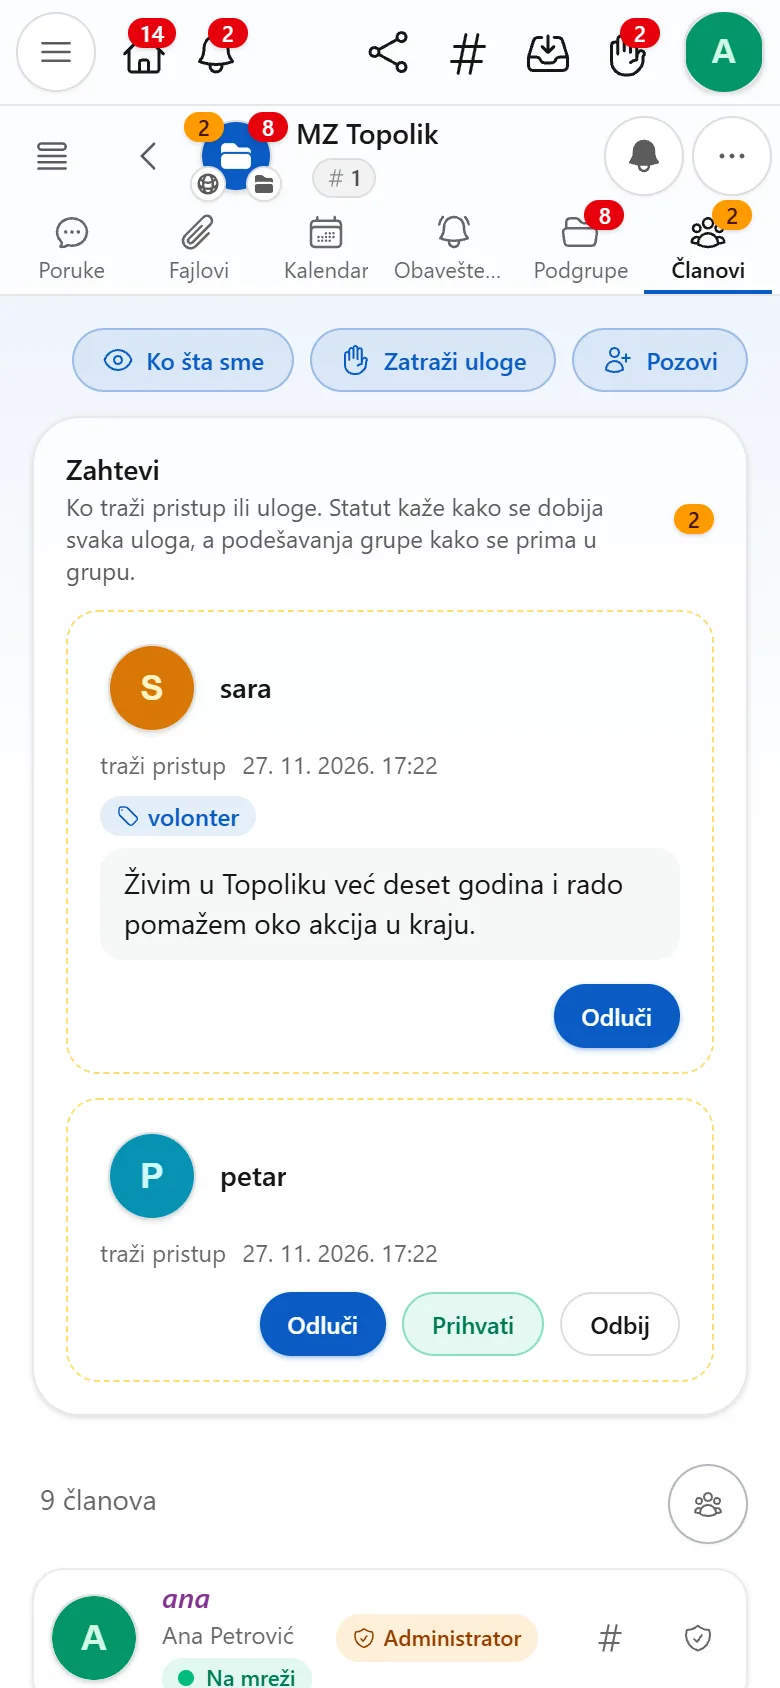 14
2
2
A
2
8
MZ Topolik
# 1
Poruke
Fajlovi
Kalendar
Obavešte...
8
Podgrupe
2
Članovi
Ko šta sme
Zatraži uloge
Pozovi
Zahtevi
Ko traži pristup ili uloge. Statut kaže kako se dobija
svaka uloga, a podešavanja grupe kako se prima u
grupu.
2
S
sara
traži pristup 27. 11. 2026. 17:22
volonter
Živim u Topoliku već deset godina i rado
pomažem oko akcija u kraju.
Odluči
P
petar
traži pristup 27. 11. 2026. 17:22
Odluči
Prihvati
Odbij
9 članova
A
ana
Ana Petrović
Na mreži
Administrator
#